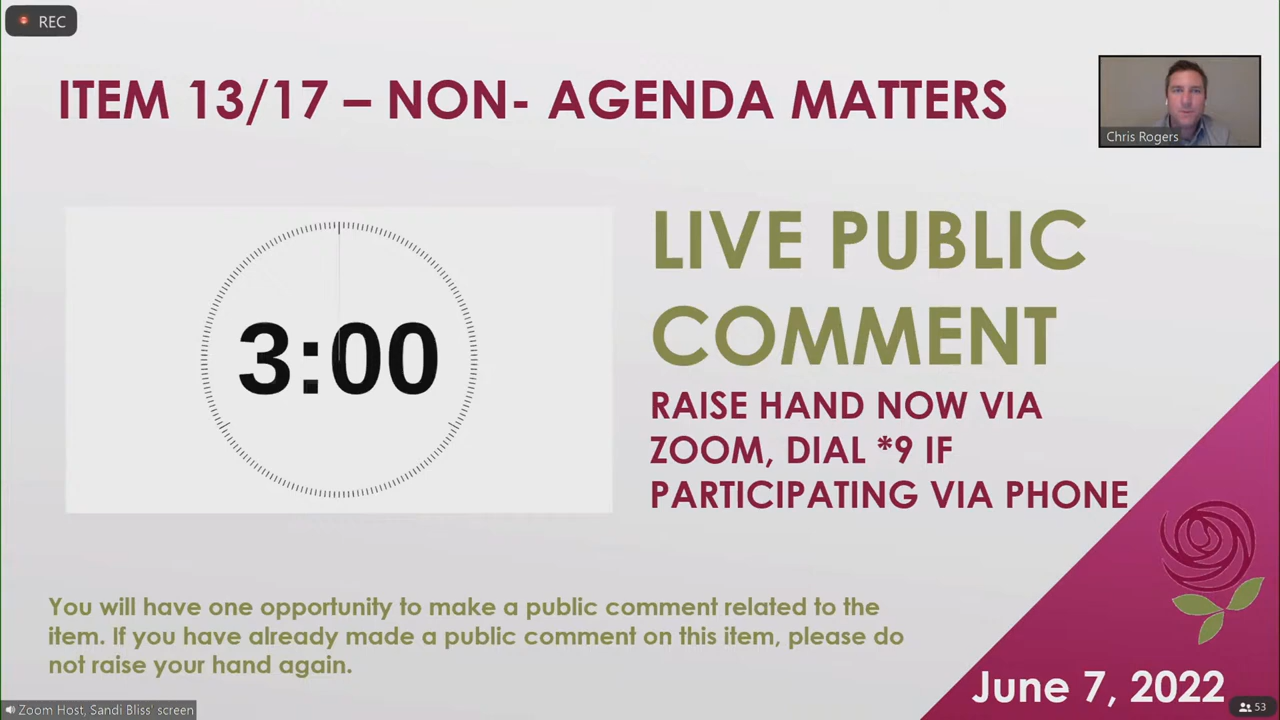 REC
ITEM 13/17 – NON- AGENDA MATTERS
Chris Rogers
3:00
LIVE PUBLIC
COMMENT
RAISE HAND NOW VIA
ZOOM, DIAL *9 IF
PARTICIPATING VIA PHONE
You will have one opportunity to make a public comment related to the
item. If you have already made a public comment on this item, please do
not raise your hand again.
June 7, 2022
Zoom Host, Sandi Bliss' screen
53